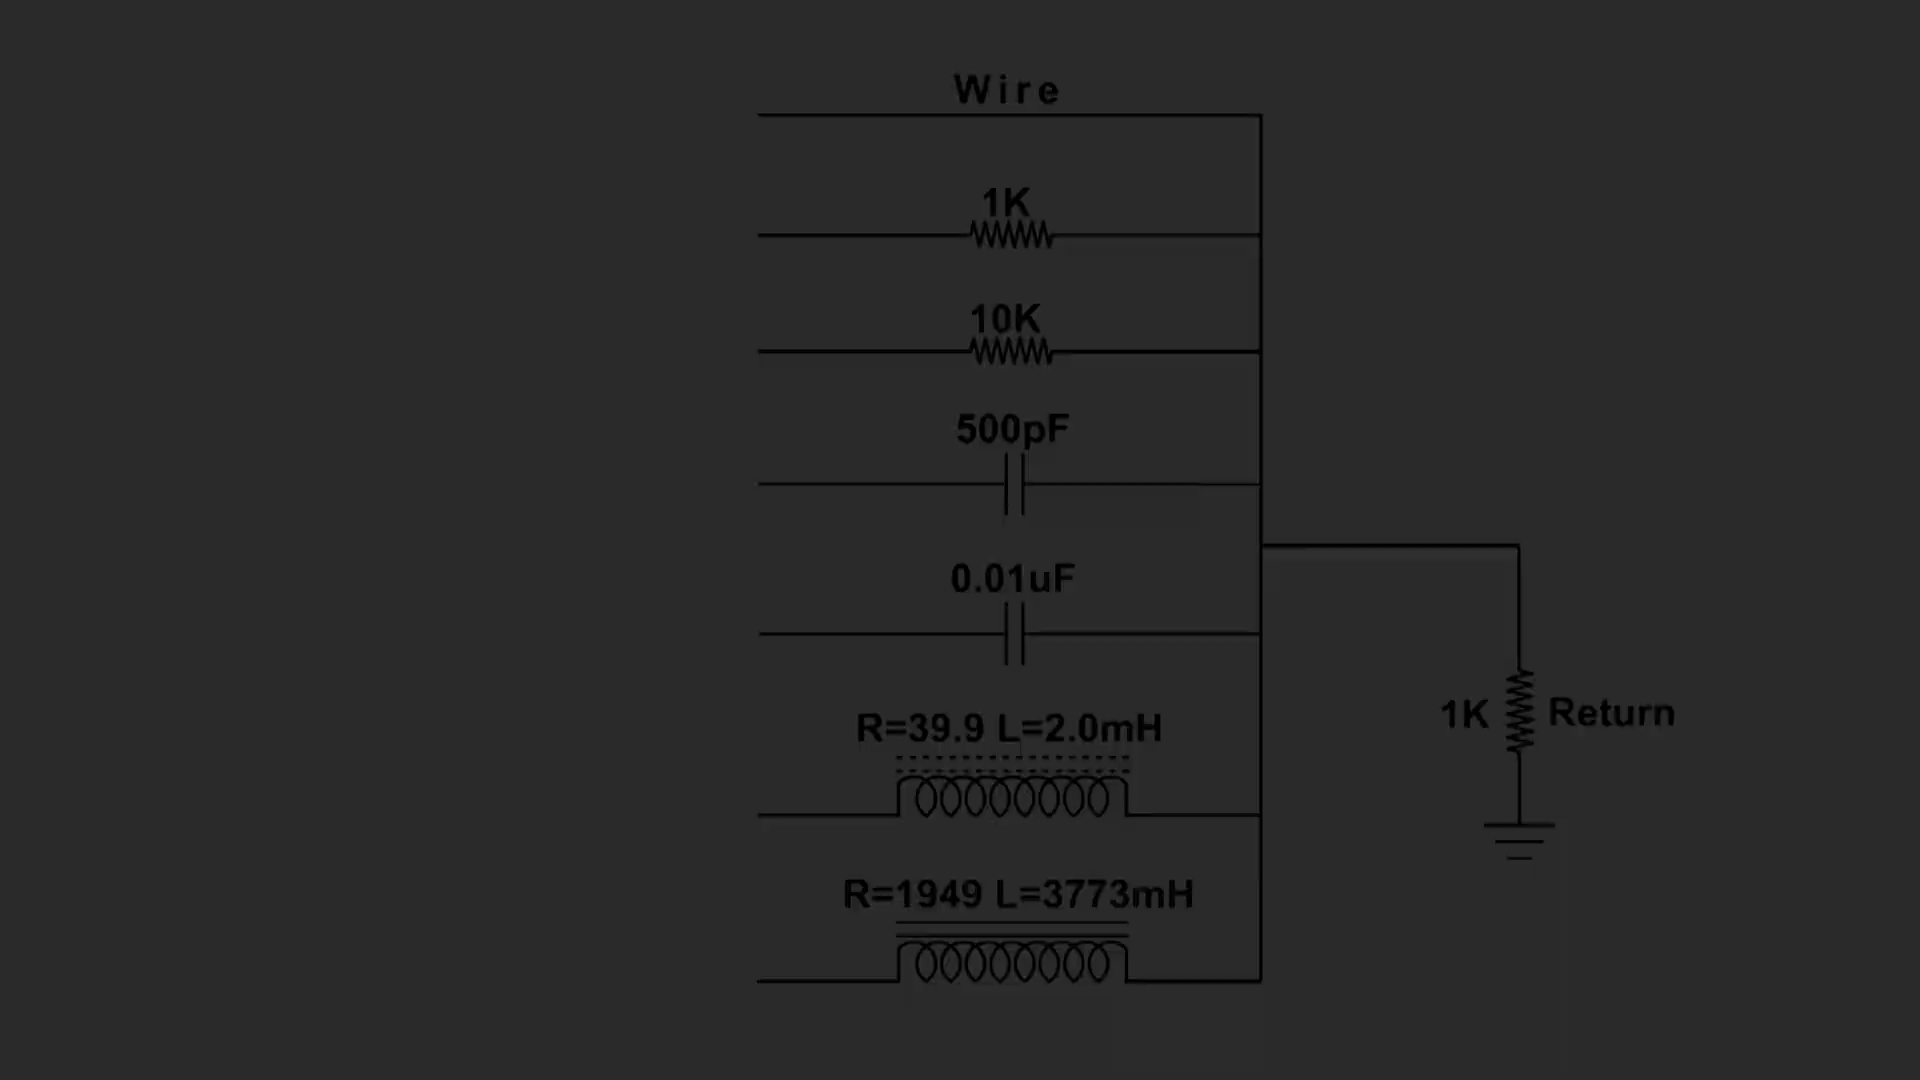 Wire
1K
10K
500pF
0.01uF
R=39.9 L=2.0mH
1K Return
R=1949 L=3773mH